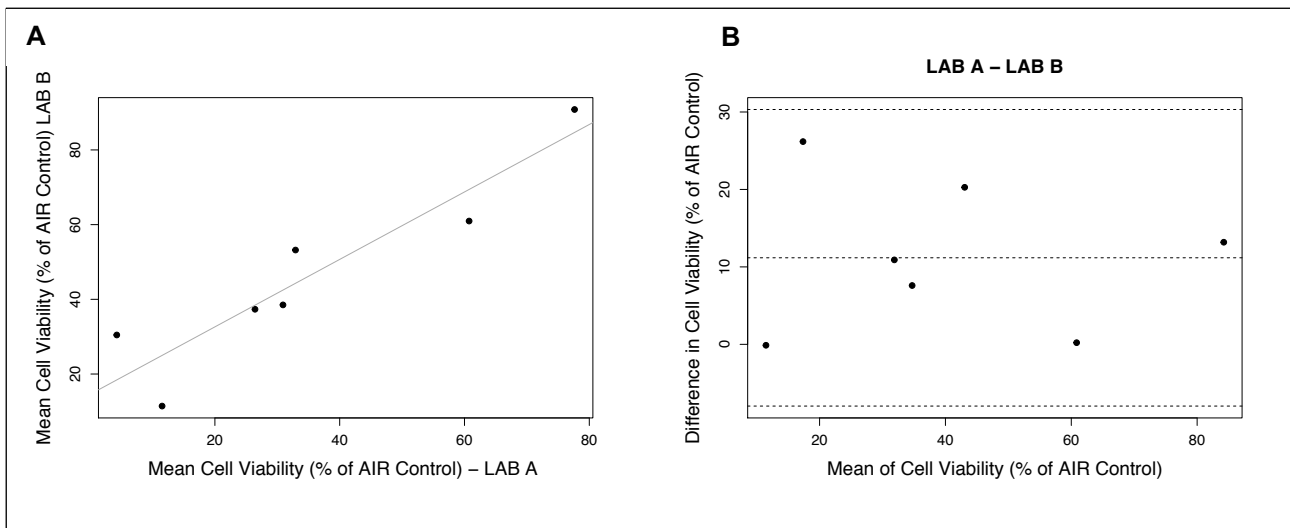 A
Mean Cell Viability (% of AIR Control) LAB B
80
60
40
20
20 40 60 80
Mean Cell Viability (% of AIR Control) – LAB A
B
LAB A – LAB B
Difference in Cell Viability (% of AIR Control)
30
20
10
0
20 40 60 80
Mean of Cell Viability (% of AIR Control)